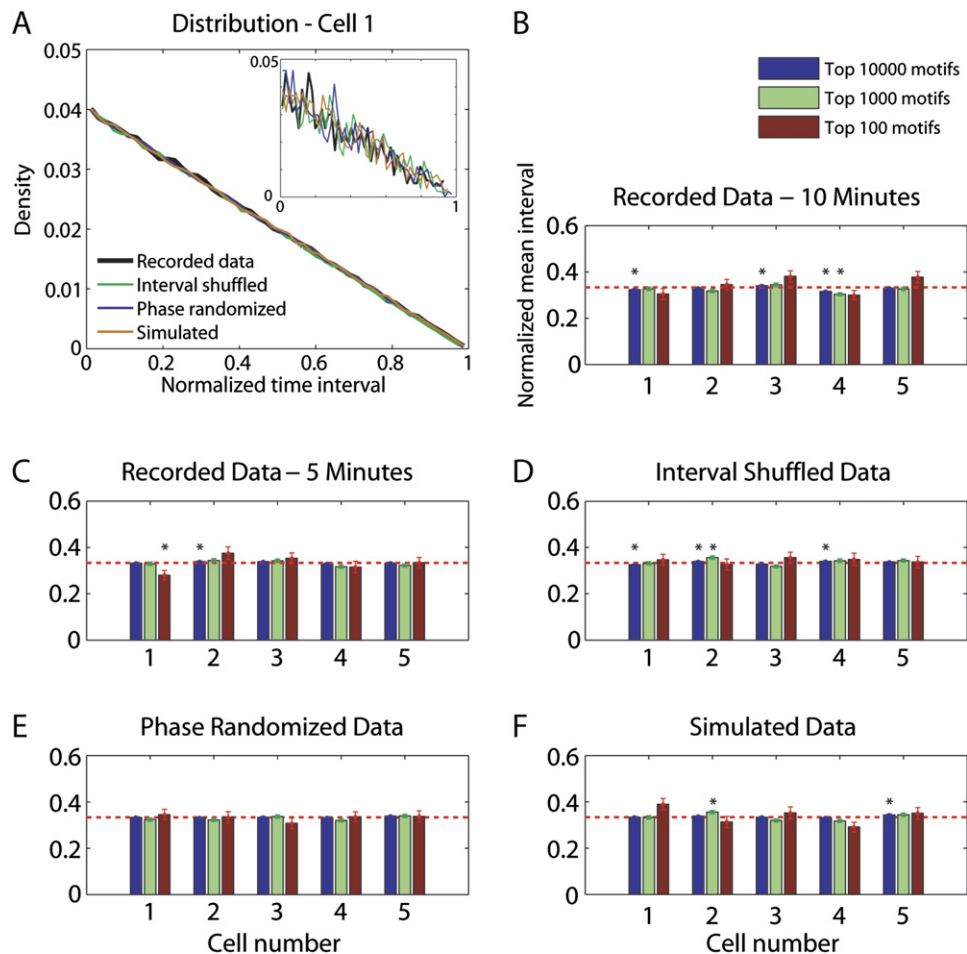 A
Distribution - Cell 1
0.05
0.04
0.03
0.02
0.01
0
Density
0
0.2
0.4
0.6
0.8
1
Normalized time interval
0.05
0
0
1
Recorded data
Interval shuffled
Phase randomized
Simulated
B
Top 10000 motifs
Top 1000 motifs
Top 100 motifs
Recorded Data – 10 Minutes
Normalized mean interval
0.6
0.4
0.2
0
* * * *
1 2 3 4 5
C
Recorded Data – 5 Minutes
0.6
0.4
0.2
0
* *
1 2 3 4 5
D
Interval Shuffled Data
0.6
0.4
0.2
0
* * * *
1 2 3 4 5
E
Phase Randomized Data
0.6
0.4
0.2
0
1 2 3 4 5
Cell number
F
Simulated Data
0.6
0.4
0.2
0
* *
1 2 3 4 5
Cell number